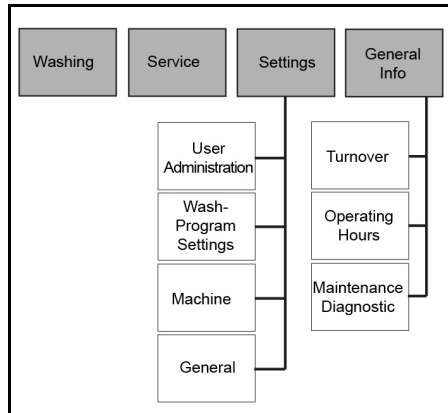 Washing
Service
Settings
General
Info
User
Administration
Wash-
Program
Settings
Machine
General
Turnover
Operating
Hours
Maintenance
Diagnostic